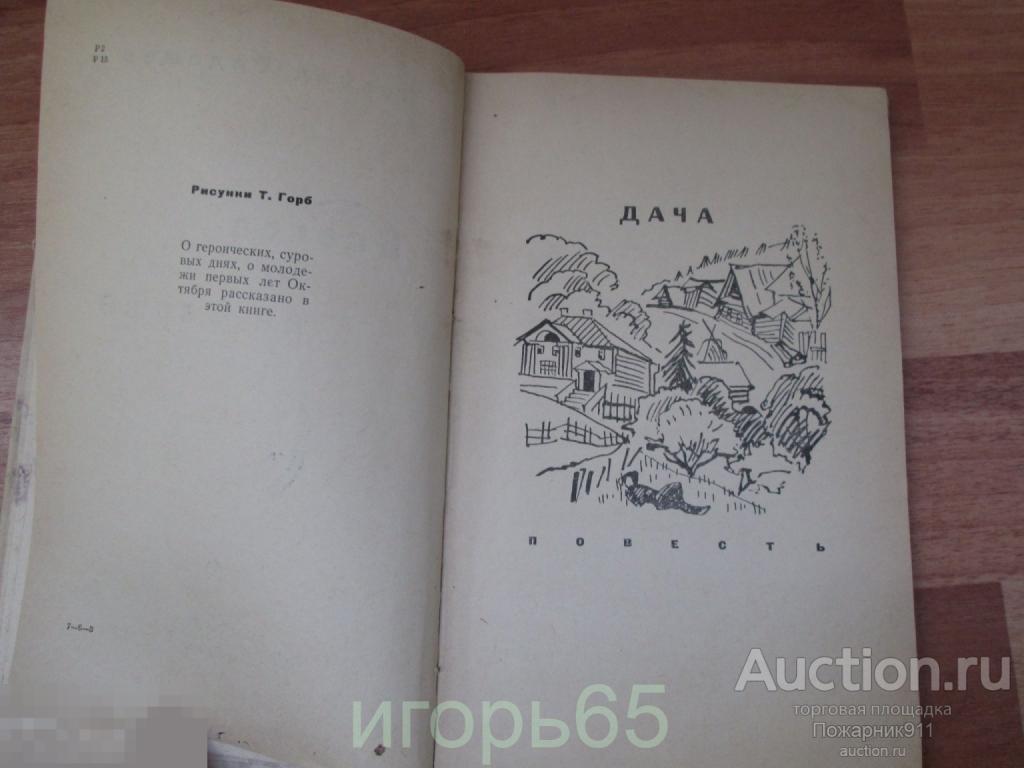 Р2
Р 15
Рисунки Т. Горб
О героических, суро-
вых днях, о молоде-
жи первых лет Ок-
тября рассказано в
этой книге.
7—6—3
ДАЧА
ПОВЕСТЬ
Auction.ru
торговая площадка
Пожарник911
auction.ru
игорь65